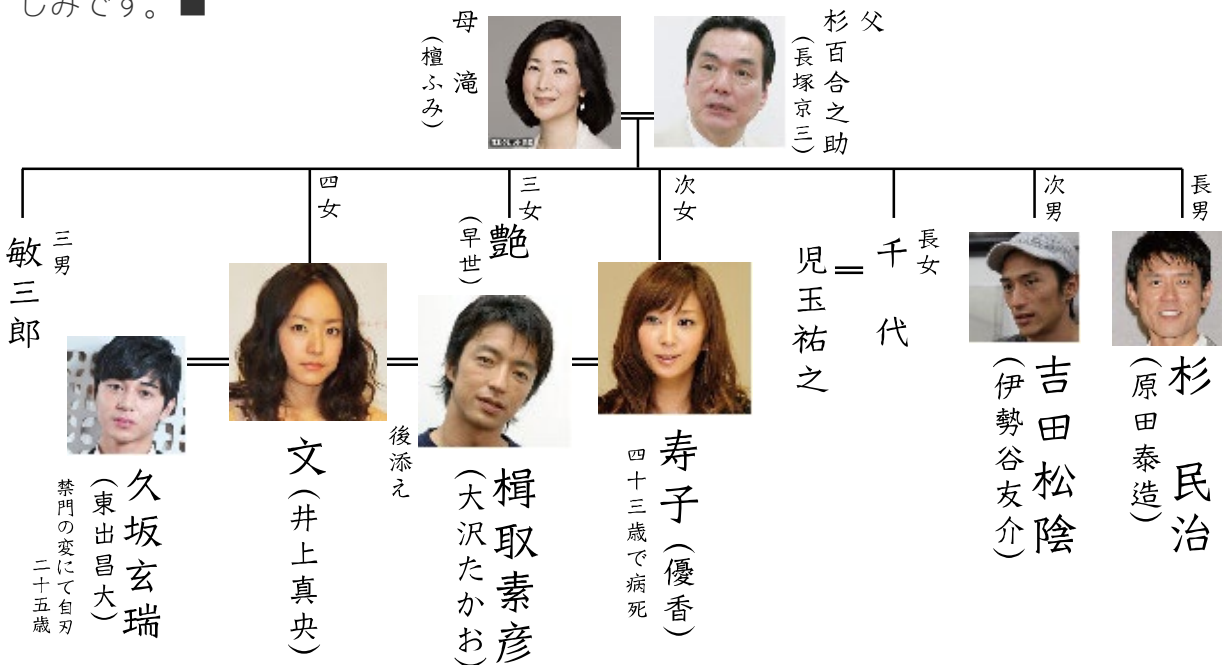 しみです。■
父
杉百合之助
(長塚京三)
母 滝
(檀ふみ)
長男
杉 民治
(原田泰造)
次男
吉田松陰
(伊勢谷友介)
長女
千代
児玉祐之
次女
寿子(優香)
四十三歳で病死
三女
艶
(早世)
楫取素彦
(大沢たかお)
後添え
四女
文(井上真央)
久坂玄瑞
(東出昌大)
禁門の変にて自刃
二十五歳
三男
敏三郎